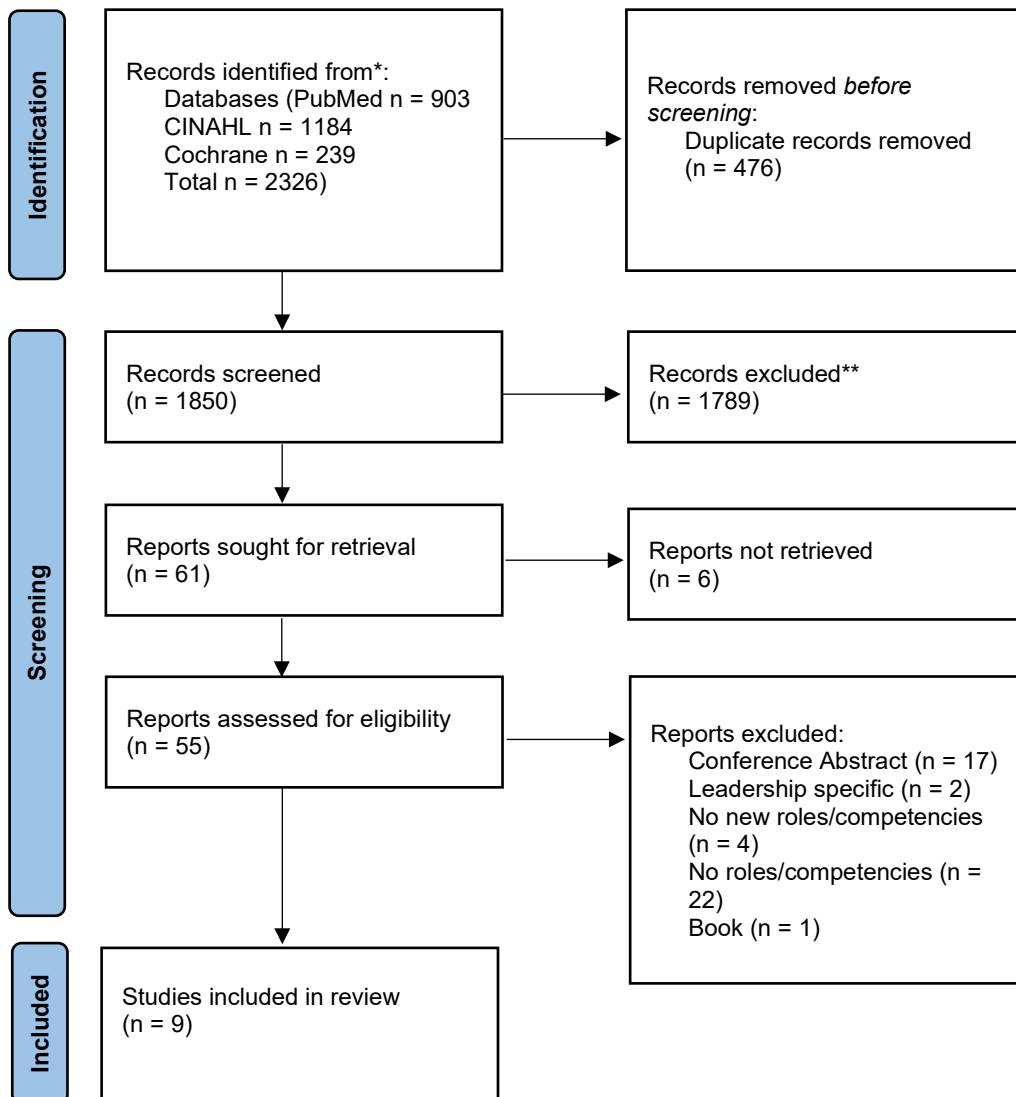 Identification
Records identified from*:
Databases (PubMed n = 903
CINAHL n = 1184
Cochrane n = 239
Total n = 2326)
Records removed before
screening:
Duplicate records removed
(n = 476)
Screening
Records screened
(n = 1850)
Records excluded**
(n = 1789)
Reports sought for retrieval
(n = 61)
Reports not retrieved
(n = 6)
Reports assessed for eligibility
(n = 55)
Reports excluded:
Conference Abstract (n = 17)
Leadership specific (n = 2)
No new roles/competencies
(n = 4)
No roles/competencies (n =
22)
Book (n = 1)
Included
Studies included in review
(n = 9)